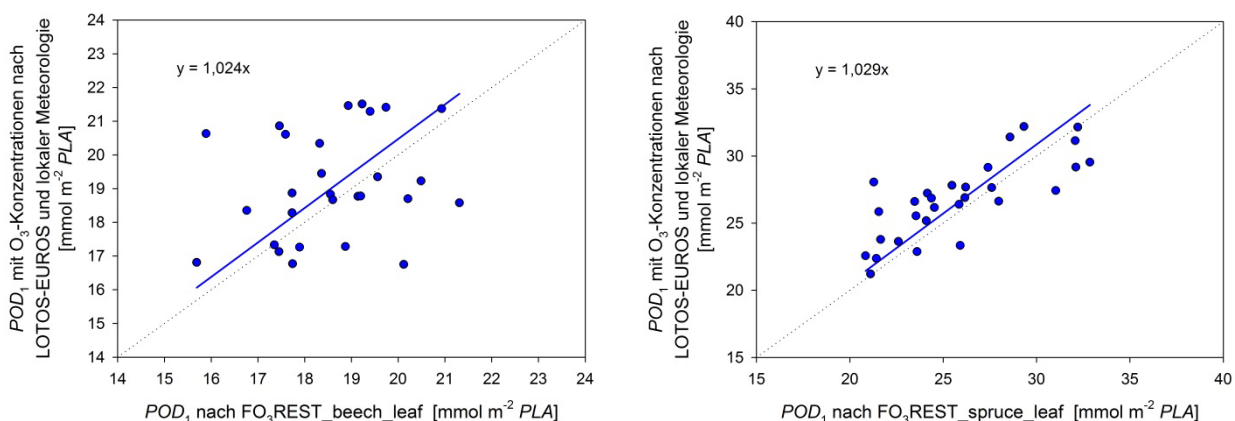 POD₁ mit O₃-Konzentrationen nach
LOTOS-EUROS und lokaler Meteorologie
[mmol m⁻² PLA]
24
23
22
21
20
19
18
17
16
15
14
y = 1,024x
14 15 16 17 18 19 20 21 22 23 24
POD₁ nach FO₃REST_beech_leaf [mmol m⁻² PLA]
POD₁ mit O₃-Konzentrationen nach
LOTOS-EUROS und lokaler Meteorologie
[mmol m⁻² PLA]
40
35
30
25
20
15
y = 1,029x
15 20 25 30 35 40
POD₁ nach FO₃REST_spruce_leaf [mmol m⁻² PLA]